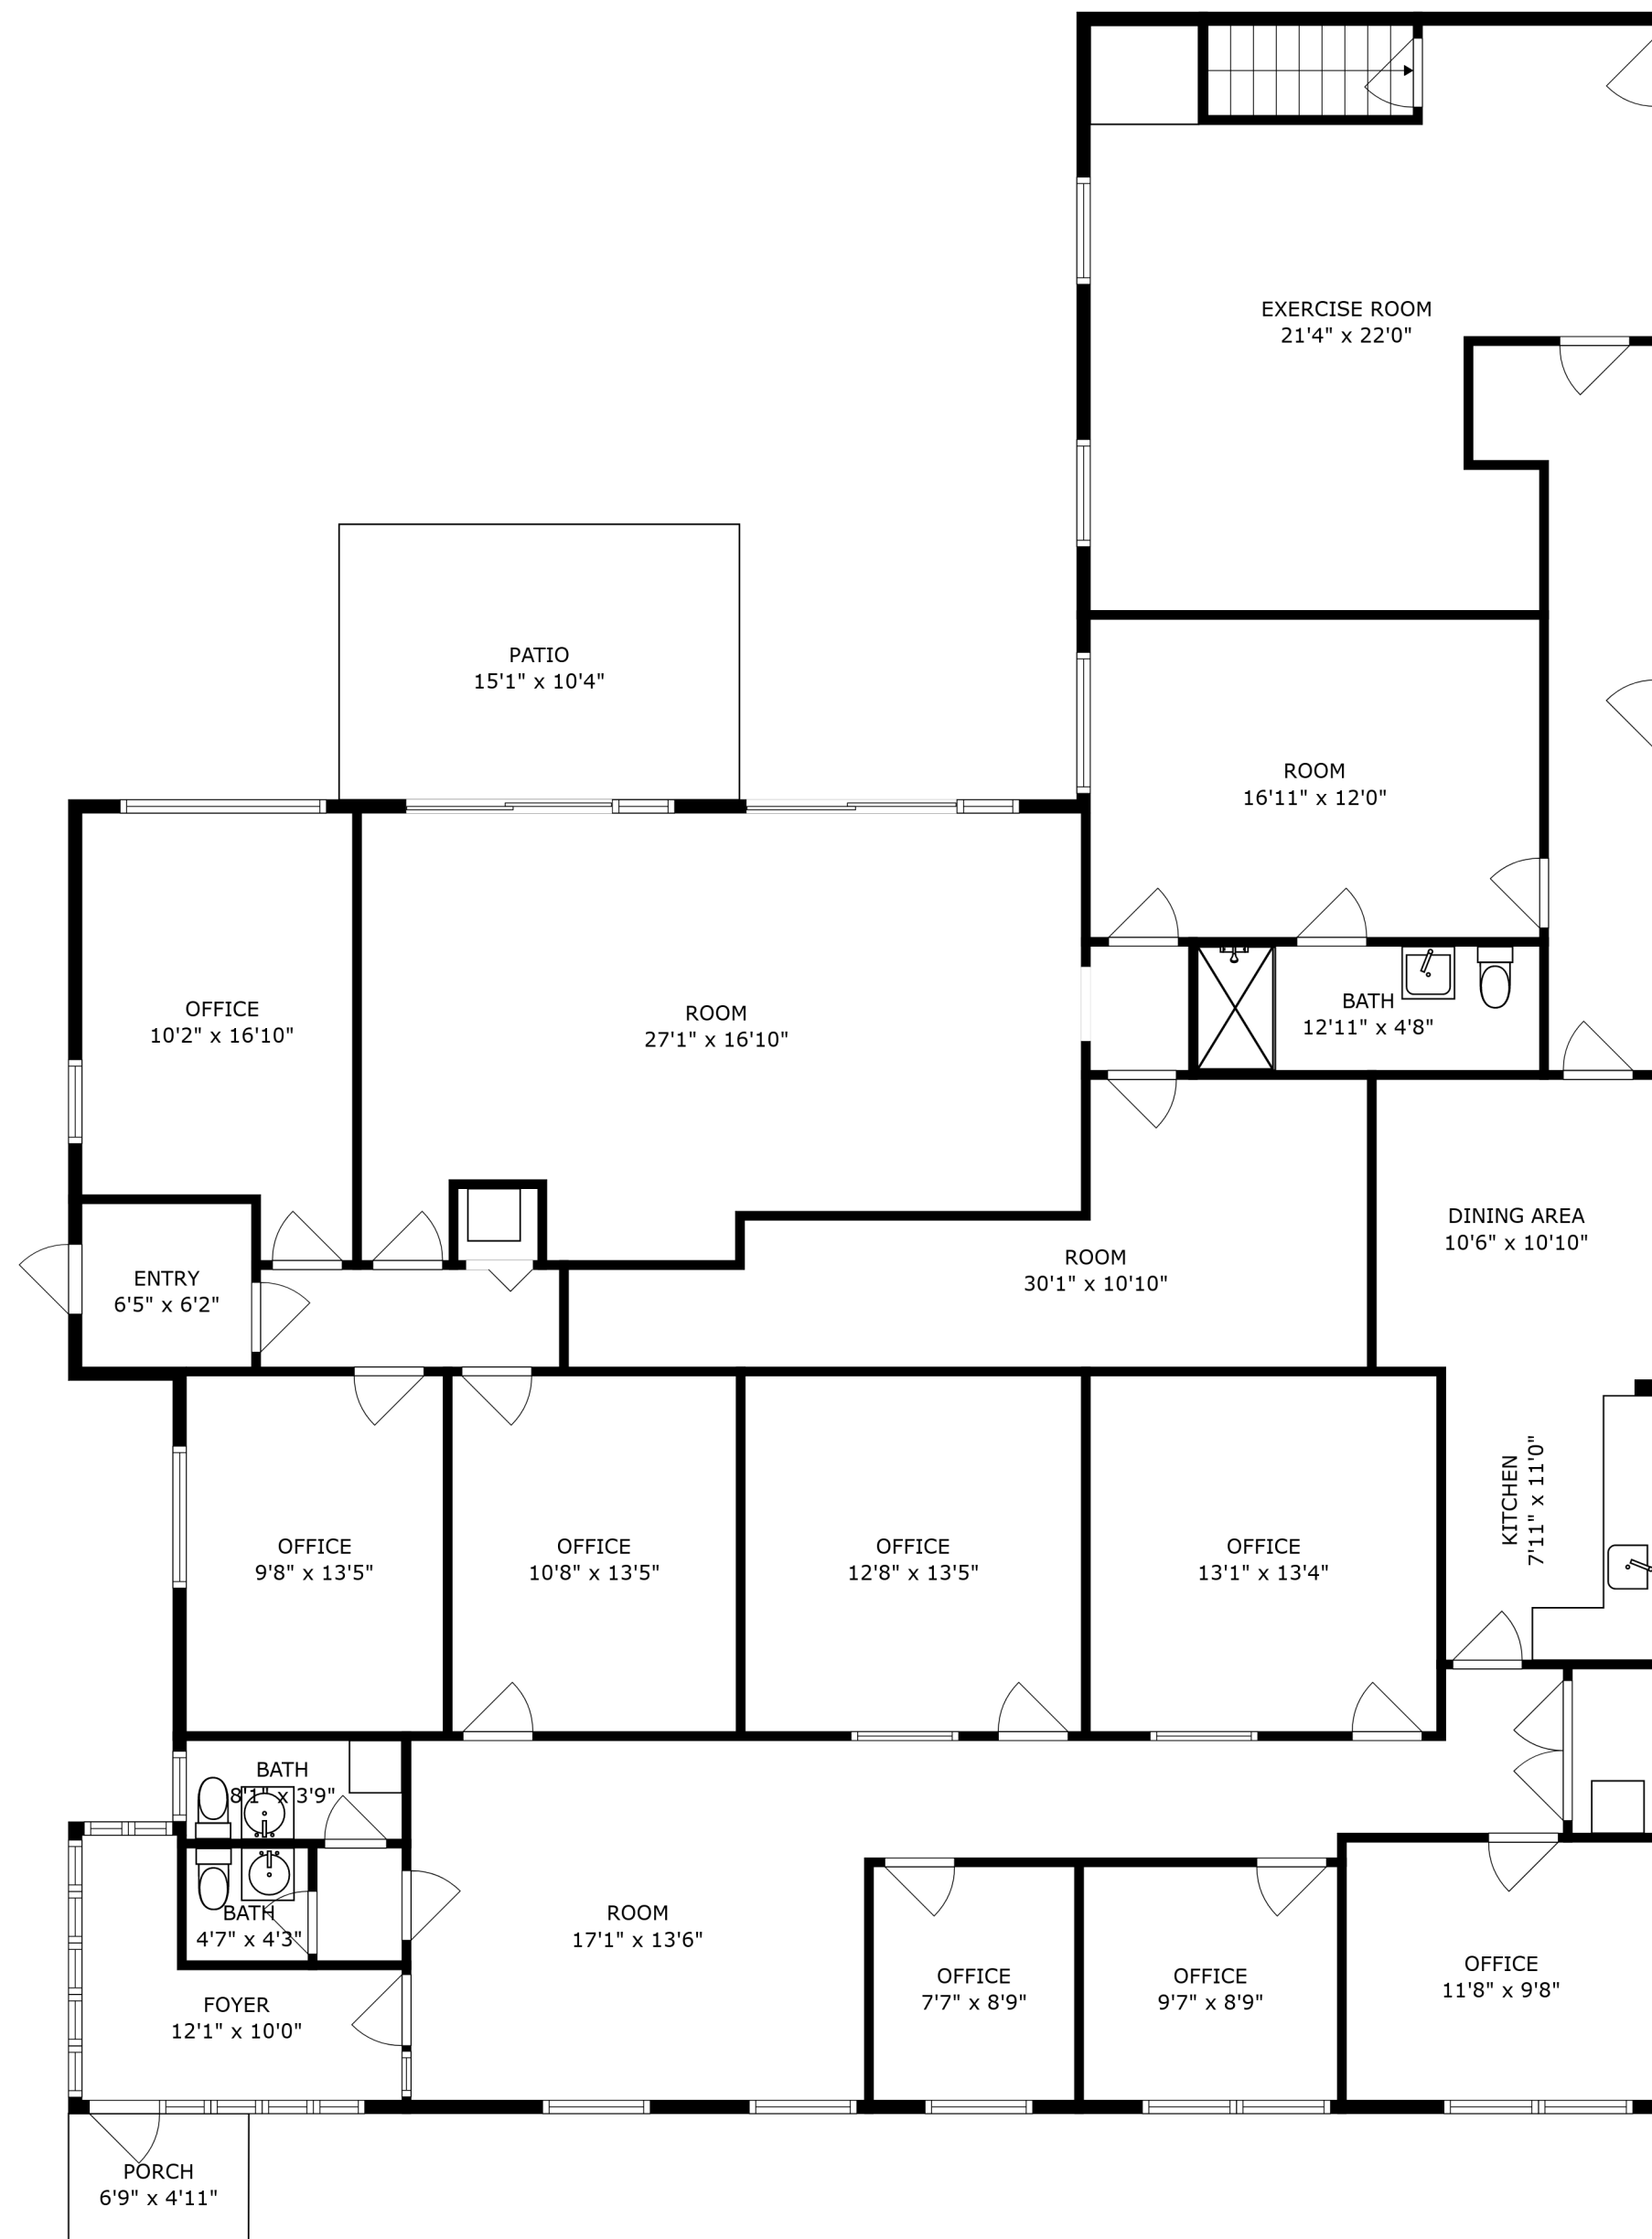 EXERCISE ROOM
21'4" x 22'0"
PATIO
15'1" x 10'4"
ROOM
16'11" x 12'0"
OFFICE
10'2" x 16'10"
ROOM
27'1" x 16'10"
BATH
12'11" x 4'8"
DINING AREA
10'6" x 10'10"
ROOM
30'1" x 10'10"
ENTRY
6'5" x 6'2"
KITCHEN
7'11" x 11'0"
OFFICE
9'8" x 13'5"
OFFICE
10'8" x 13'5"
OFFICE
12'8" x 13'5"
OFFICE
13'1" x 13'4"
BATH
8'1" x 3'9"
BATH
4'7" x 4'3"
ROOM
17'1" x 13'6"
FOYER
12'1" x 10'0"
OFFICE
7'7" x 8'9"
OFFICE
9'7" x 8'9"
OFFICE
11'8" x 9'8"
PORCH
6'9" x 4'11"